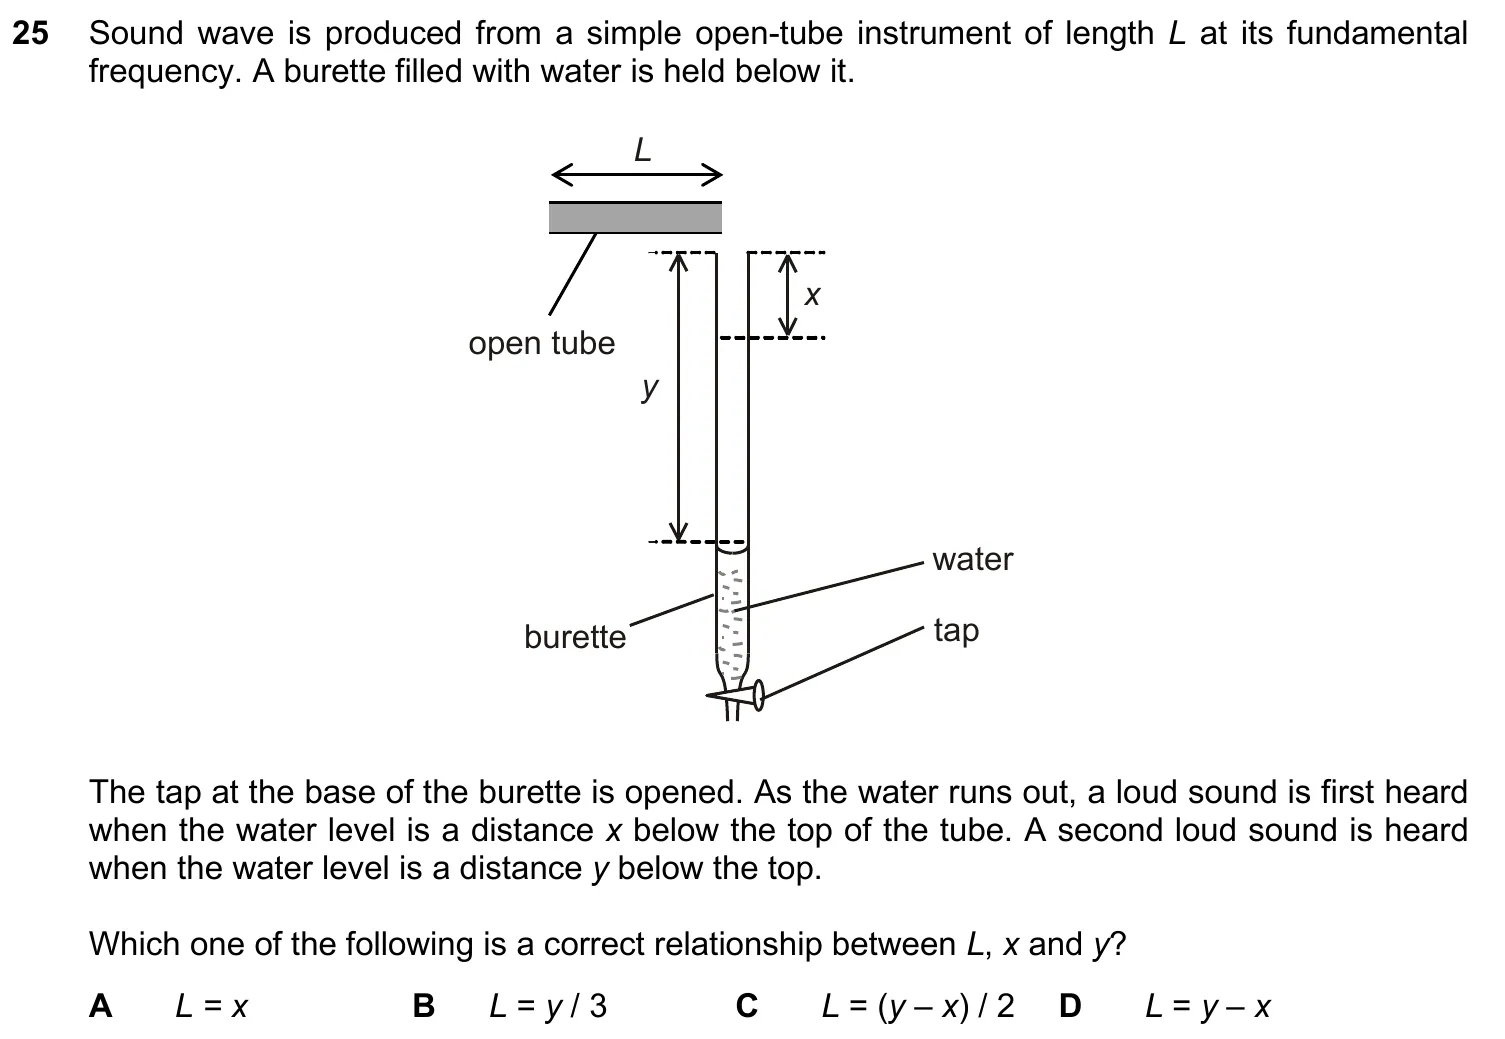 25 Sound wave is produced from a simple open-tube instrument of length L at its fundamental
frequency. A burette filled with water is held below it.
L
x
open tube
y
water
burette
tap
The tap at the base of the burette is opened. As the water runs out, a loud sound is first heard
when the water level is a distance x below the top of the tube. A second loud sound is heard
when the water level is a distance y below the top.
Which one of the following is a correct relationship between L, x and y?
A L = x B L = y / 3 C L = (y – x) / 2 D L = y – x